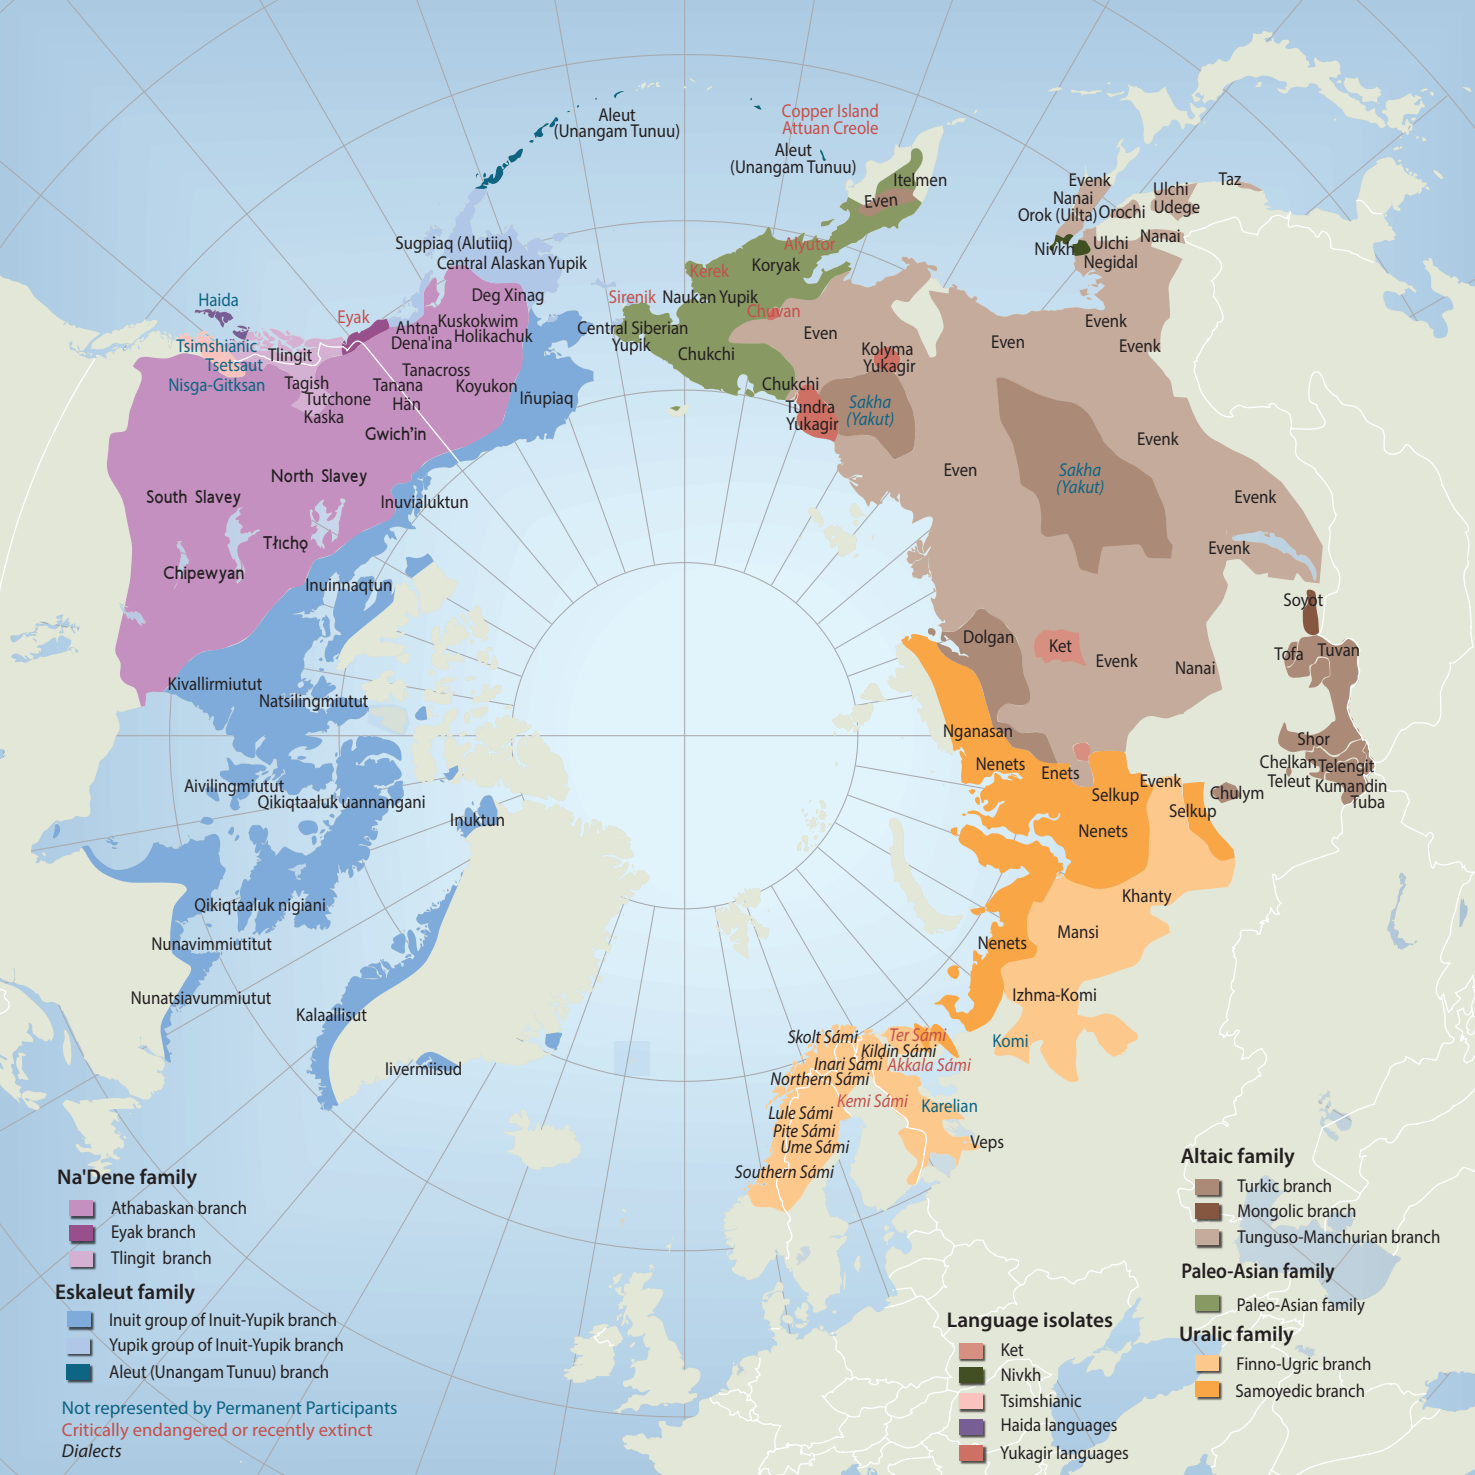 Aleut
(Unangam Tunuu)
Copper Island
Attuan Creole
Aleut
(Unangam Tunuu)
Itelmen
Even
Alyutor
Koryak
Kerek
Sirenik
Naukan Yupik
Chuvan
Central Siberian
Yupik
Chukchi
Chukchi
Even
Kolyma
Yukagir
Tundra
Yukagir
Sakha
(Yakut)
Evenk
Nanai
Orok (Uilta)
Orochi
Ulchi
Udege
Taz
Nivkh
Ulchi
Negidal
Nanai
Even
Evenk
Evenk
Evenk
Even
Sakha
(Yakut)
Evenk
Evenk
Soyot
Tofa
Tuvan
Dolgan
Ket
Evenk
Nanai
Shor
Chelkan
Telengit
Teleut
Kumandin
Tuba
Nganasan
Nenets
Enets
Evenk
Selkup
Selkup
Chulym
Nenets
Khanty
Mansi
Nenets
Izhma-Komi
Komi
Sugpiaq (Alutiiq)
Central Alaskan Yupik
Deg Xinag
Haida
Eyak
Ahtna
Kuskokwim
Dena'ina
Holikachuk
Tsimshianic
Tsetsaut
Nisga-Gitksan
Tlingit
Tanacross
Tagish
Tanana
Koyukon
Tutchone
Hän
Kaska
Iñupiaq
Gwich'in
North Slavey
South Slavey
Inuvialuktun
Tłıchǫ
Chipewyan
Inuinnaqtun
Kivallirmiutut
Natsilingmiutut
Aivilingmiutut
Qikiqtaaluk uannangani
Inuktun
Qikiqtaaluk nigiani
Nunavimmiutitut
Nunatsiavummiutut
Kalaallisut
Iivermiisud
Skolt Sámi
Ter Sámi
Kildin Sámi
Inari Sámi
Akkala Sámi
Northern Sámi
Kemi Sámi
Karelian
Lule Sámi
Pite Sámi
Ume Sámi
Veps
Southern Sámi
Na'Dene family
Athabaskan branch
Eyak branch
Tlingit branch
Eskaleut family
Inuit group of Inuit-Yupik branch
Yupik group of Inuit-Yupik branch
Aleut (Unangam Tunuu) branch
Not represented by Permanent Participants
Critically endangered or recently extinct
Dialects
Language isolates
Ket
Nivkh
Tsimshianic
Haida languages
Yukagir languages
Altaic family
Turkic branch
Mongolic branch
Tunguso-Manchurian branch
Paleo-Asian family
Paleo-Asian family
Uralic family
Finno-Ugric branch
Samoyedic branch